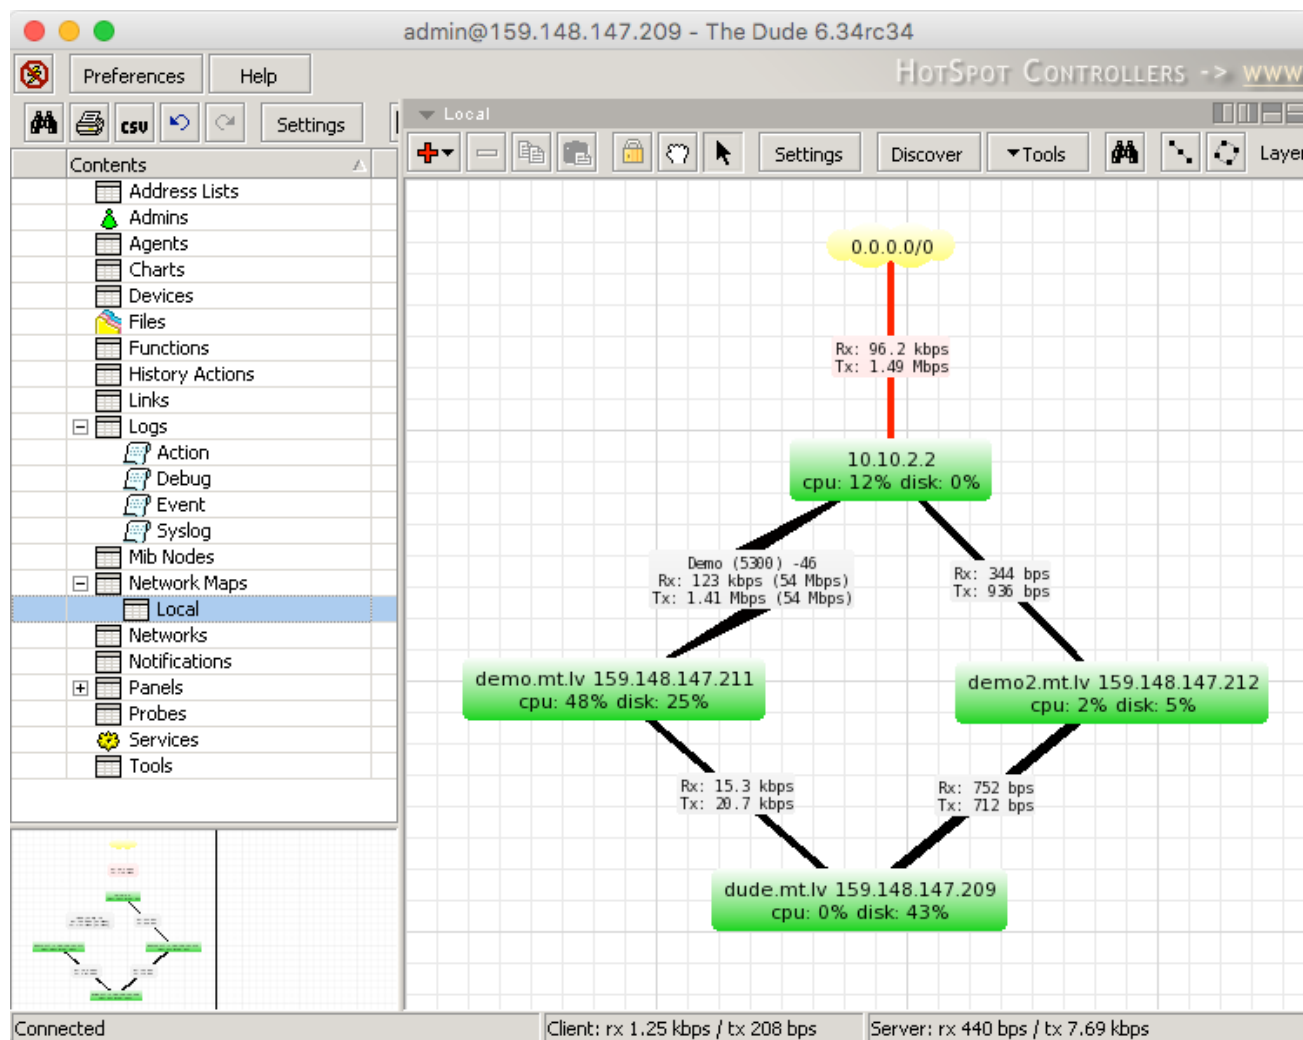 admin@159.148.147.209 - The Dude 6.34rc34
Preferences
Help
HotSpot Controllers -> www
csv
Settings
Local
Settings
Discover
Tools
Layer
Contents
Address Lists
Admins
Agents
Charts
Devices
Files
Functions
History Actions
Links
Logs
Action
Debug
Event
Syslog
Mib Nodes
Network Maps
Local
Networks
Notifications
Panels
Probes
Services
Tools
0.0.0.0/0
Rx: 96.2 kbps
Tx: 1.49 Mbps
10.10.2.2
cpu: 12% disk: 0%
Demo (5300) -46
Rx: 123 kbps (54 Mbps)
Tx: 1.41 Mbps (54 Mbps)
Rx: 344 bps
Tx: 936 bps
demo.mt.lv 159.148.147.211
cpu: 48% disk: 25%
demo2.mt.lv 159.148.147.212
cpu: 2% disk: 5%
Rx: 15.3 kbps
Tx: 20.7 kbps
Rx: 752 bps
Tx: 712 bps
dude.mt.lv 159.148.147.209
cpu: 0% disk: 43%
Connected
Client: rx 1.25 kbps / tx 208 bps
Server: rx 440 bps / tx 7.69 kbps